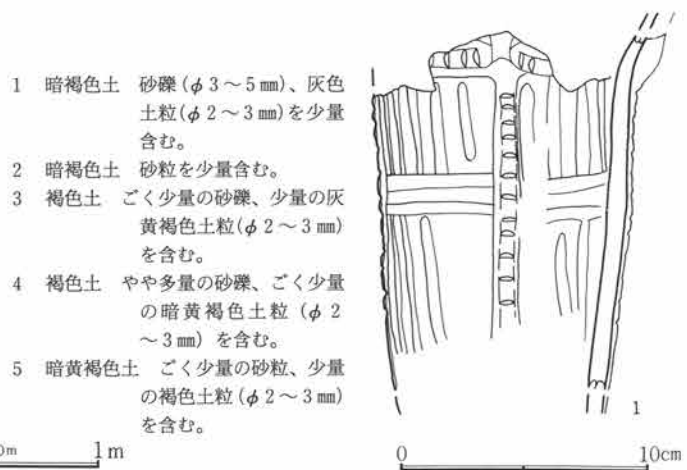 1 暗褐色土 砂礫(φ3～5㎜)、灰色
土粒(φ2～3㎜)を少量
含む。
2 暗褐色土 砂粒を少量含む。
3 褐色土 ごく少量の砂礫、少量の灰
黄褐色土粒(φ2～3㎜)
を含む。
4 褐色土 やや多量の砂礫、ごく少量
の暗黄褐色土粒(φ2
～3㎜)を含む。
5 暗黄褐色土 ごく少量の砂粒、少量
の褐色土粒(φ2～3㎜)
を含む。
1m
1
0 10cm